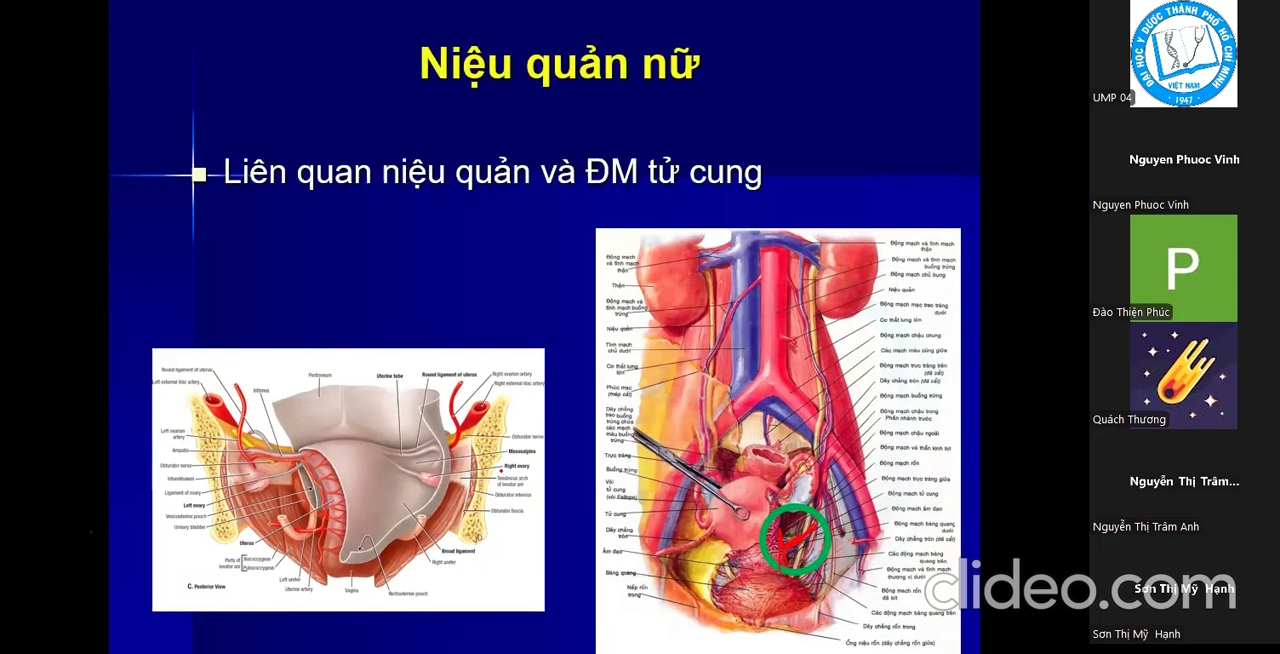 Niệu quản nữ
Liên quan niệu quản và ĐM tử cung
Round ligament of uterus
Left external iliac artery
Isthmus
Peritoneum
Uterine tube
Round ligament of uterus
Right ovarian artery
Right external iliac artery
Left ovarian
artery
Ampulla
Obturator nerve
Infundibulum
Ligament of ovary
Left ovary
Vesicouterine pouch
Urinary bladder
Uterus
Parts of
levator ani
Iliococcygeus
Pubococcygeus
Left ureter
Uterine artery
Vagina
Rectouterine pouch
Right ureter
Broad ligament
Obturator nerve
Mesosalpinx
Right ovary
Tendinous arch
of levator ani
Obturator internus
Obturator fascia
C. Posterior View
Động mạch
và tĩnh mạch
thận
Thận
Động mạch và
tĩnh mạch buồng
trứng
Niệu quản
Tĩnh mạch
chủ dưới
Cơ thắt lưng
lớn
Phúc mạc
(mép cắt)
Dây chằng
treo buồng
trứng chứa
các mạch
máu buồng
trứng
Trực tràng
Buồng trứng
Vòi
tử cung
(vòi Fallope)
Tử cung
Dây chằng
tròn
Âm đạo
Bàng quang
Nếp rốn
trong
Động mạch và tĩnh mạch
thận
Động mạch và tĩnh mạch
buồng trứng
Động mạch chủ bụng
Niệu quản
Động mạch mạc treo tràng
dưới
Cơ thắt lưng lớn
Động mạch chậu chung
Các mạch máu cùng giữa
Động mạch trực tràng trên
(đã cắt)
Dây chằng tròn (đã cắt)
Động mạch buồng trứng
Động mạch chậu trong
Phân nhánh trước
Động mạch chậu ngoài
Động mạch và thần kinh bịt
Động mạch rốn
Động mạch trực tràng giữa
Động mạch tử cung
Động mạch âm đạo
Động mạch bàng quang
dưới
Dây chằng tròn (đã cắt)
Các động mạch bàng
quang trên
Động mạch và tĩnh mạch
thượng vị dưới
Động mạch rốn
đã bít
Các động mạch bàng quang trên
Dây chằng rốn trong
Ống niệu rốn (dây chằng rốn giữa)
ĐẠI HỌC Y DƯỢC THÀNH PHỐ HỒ CHÍ MINH
VIỆT NAM
1947
UMP 04
Nguyen Phuoc Vinh
Nguyen Phuoc Vinh
P
Đào Thiện Phúc
Quách Thương
Nguyễn Thị Trâm...
Nguyễn Thị Trâm Anh
clideo.com
Sơn Thị Mỹ Hạnh
Sơn Thị Mỹ Hạnh